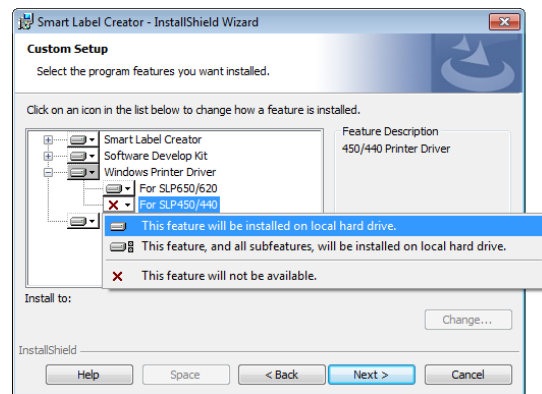 Smart Label Creator - InstallShield Wizard
Custom Setup
Select the program features you want installed.
Click on an icon in the list below to change how a feature is installed.
Smart Label Creator
Software Develop Kit
Windows Printer Driver
For SLP650/620
For SLP450/440
Feature Description
450/440 Printer Driver
This feature will be installed on local hard drive.
This feature, and all subfeatures, will be installed on local hard drive.
This feature will not be available.
Install to:
Change...
InstallShield
Help
Space
< Back
Next >
Cancel